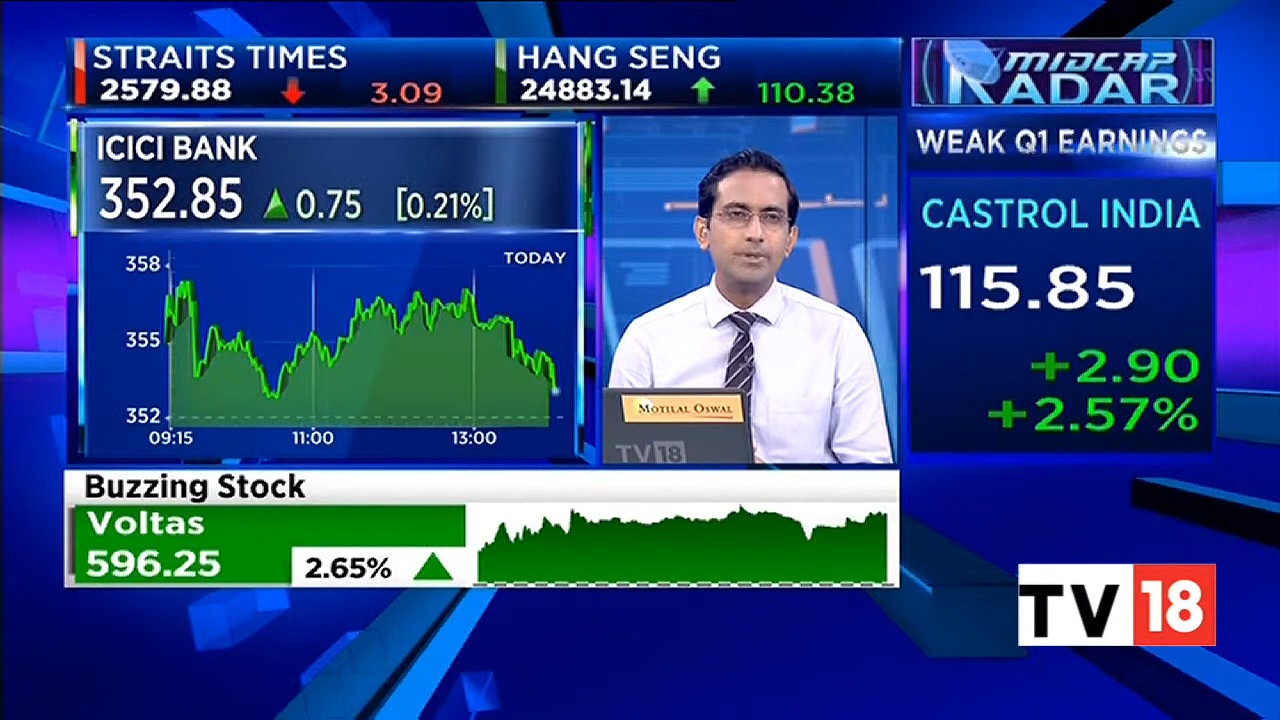 STRAITS TIMES
2579.88 3.09
HANG SENG
24883.14 110.38
MIDCAP
RADAR
ICICI BANK
352.85 0.75 [0.21%]
TODAY
358
355
352
09:15 11:00 13:00
MOTILAL OSWAL
TV18
WEAK Q1 EARNINGS
CASTROL INDIA
115.85
+2.90
+2.57%
Buzzing Stock
Voltas
596.25 2.65%
TV18